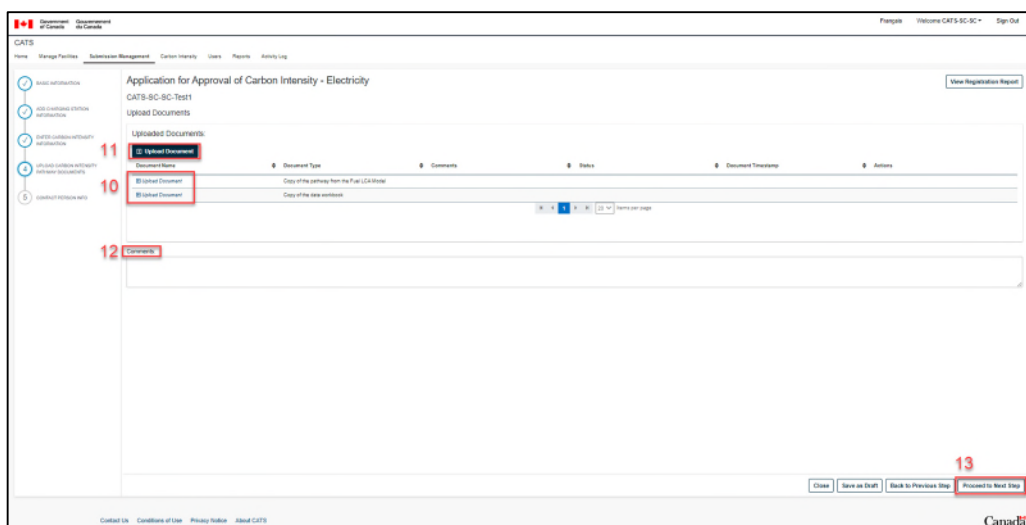 Government of Canada Gouvernement du Canada
Français Welcome CATS-SC-SC Sign Out
CATS
Home Manage Facilities Submission Management Carbon Intensity Users Reports Activity Log
BASIC INFORMATION
ADD CHARGING STATION INFORMATION
ENTER CARBON INTENSITY INFORMATION
4 UPLOAD CARBON INTENSITY PATHWAY DOCUMENTS
5 CONTACT PERSON INFO
Application for Approval of Carbon Intensity - Electricity
View Registration Report
CATS-SC-SC-Test1
Upload Documents
Uploaded Documents:
11 Upload Document
Document Name Document Type Comments Status Document Timestamp Actions
10
Upload Document Copy of the pathway from the Fuel LCA Model
Upload Document Copy of the data workbook
1 25 items per page
12 Comments
13
Close Save as Draft Back to Previous Step Proceed to Next Step
Contact Us Conditions of Use Privacy Notice About CATS
Canada